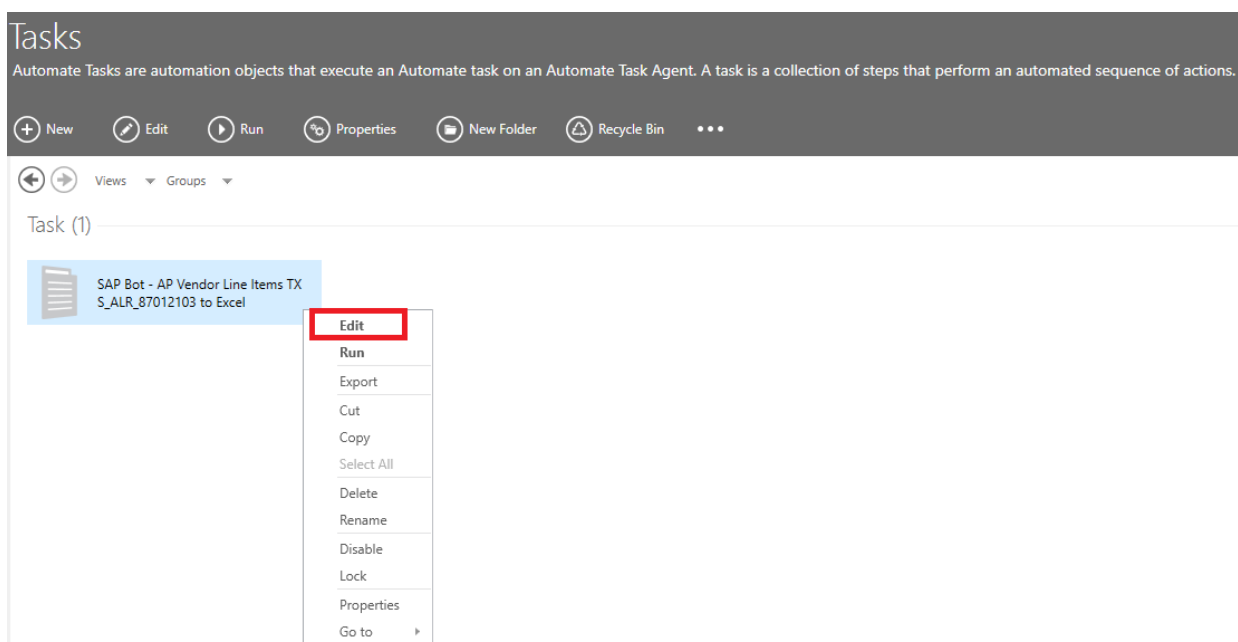 Tasks
Automate Tasks are automation objects that execute an Automate task on an Automate Task Agent. A task is a collection of steps that perform an automated sequence of actions.
New Edit Run Properties New Folder Recycle Bin •••
Views Groups
Task (1)
SAP Bot - AP Vendor Line Items TX
S_ALR_87012103 to Excel
Edit
Run
Export
Cut
Copy
Select All
Delete
Rename
Disable
Lock
Properties
Go to